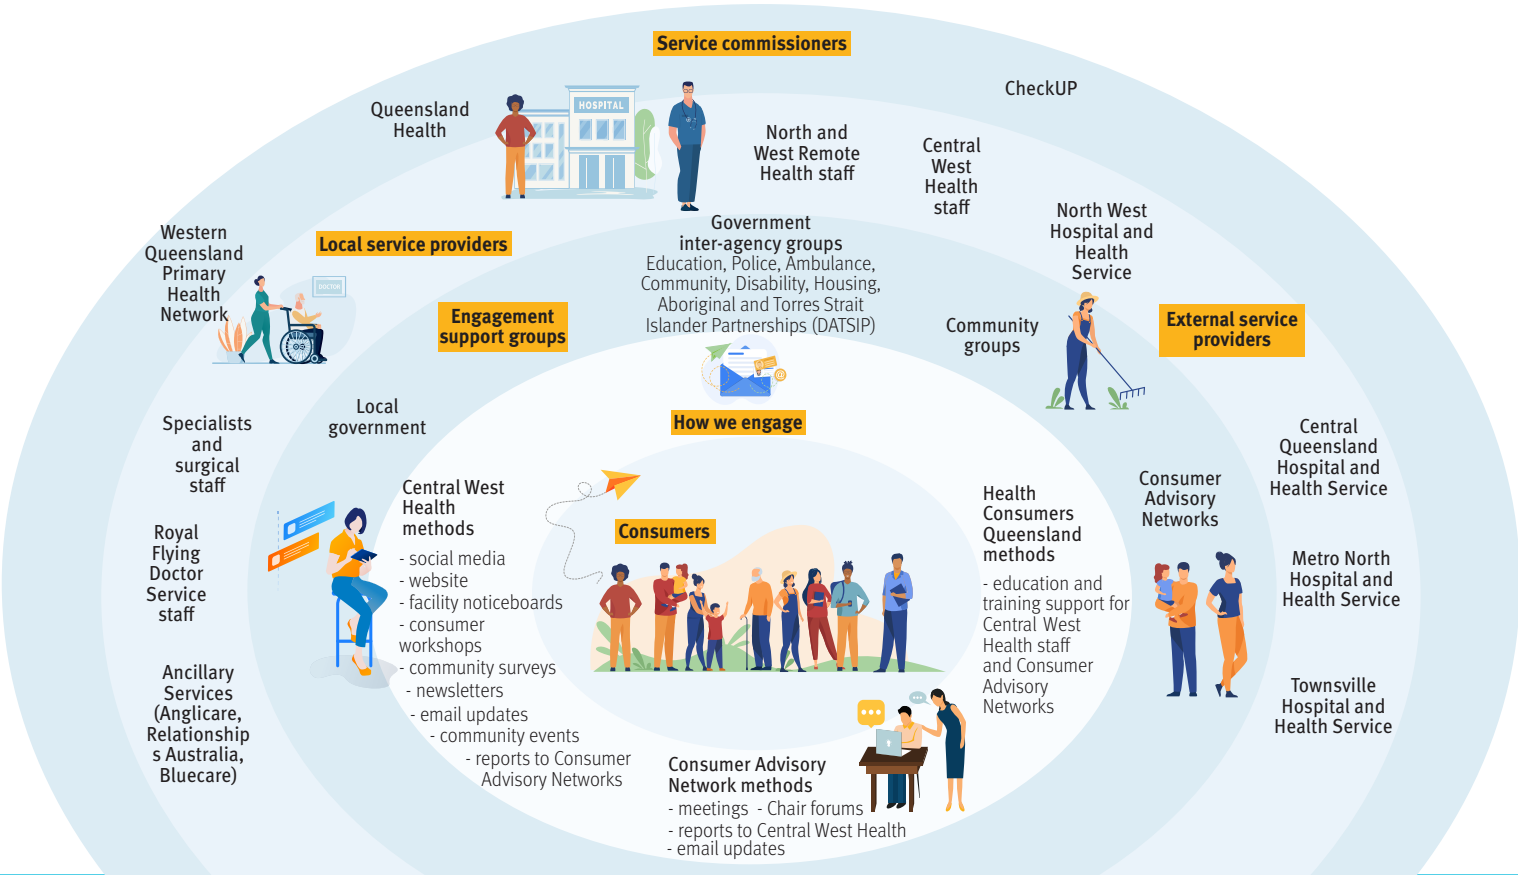 Service commissioners
CheckUP
Queensland
Health
HOSPITAL
North and
West Remote
Health staff
Central
West
Health
staff
North West
Hospital and
Health
Service
Western
Queensland
Primary
Health
Network
Local service providers
DOCTOR
Government
inter-agency groups
Education, Police, Ambulance,
Community, Disability, Housing,
Aboriginal and Torres Strait
Islander Partnerships (DATSIP)
Engagement
support groups
Community
groups
External service
providers
Local
government
How we engage
Specialists
and
surgical
staff
Central
Queensland
Hospital and
Health Service
Consumer
Advisory
Networks
Central West
Health
methods
- social media
- website
- facility noticeboards
- consumer
workshops
- community surveys
- newsletters
- email updates
- community events
- reports to Consumer
Advisory Networks
Consumers
Health
Consumers
Queensland
methods
- education and
training support for
Central West
Health staff
and Consumer
Advisory
Networks
Royal
Flying
Doctor
Service
staff
Metro North
Hospital and
Health Service
Ancillary
Services
(Anglicare,
Relationship
s Australia,
Bluecare)
Townsville
Hospital and
Health Service
Consumer Advisory
Network methods
- meetings - Chair forums
- reports to Central West Health
- email updates